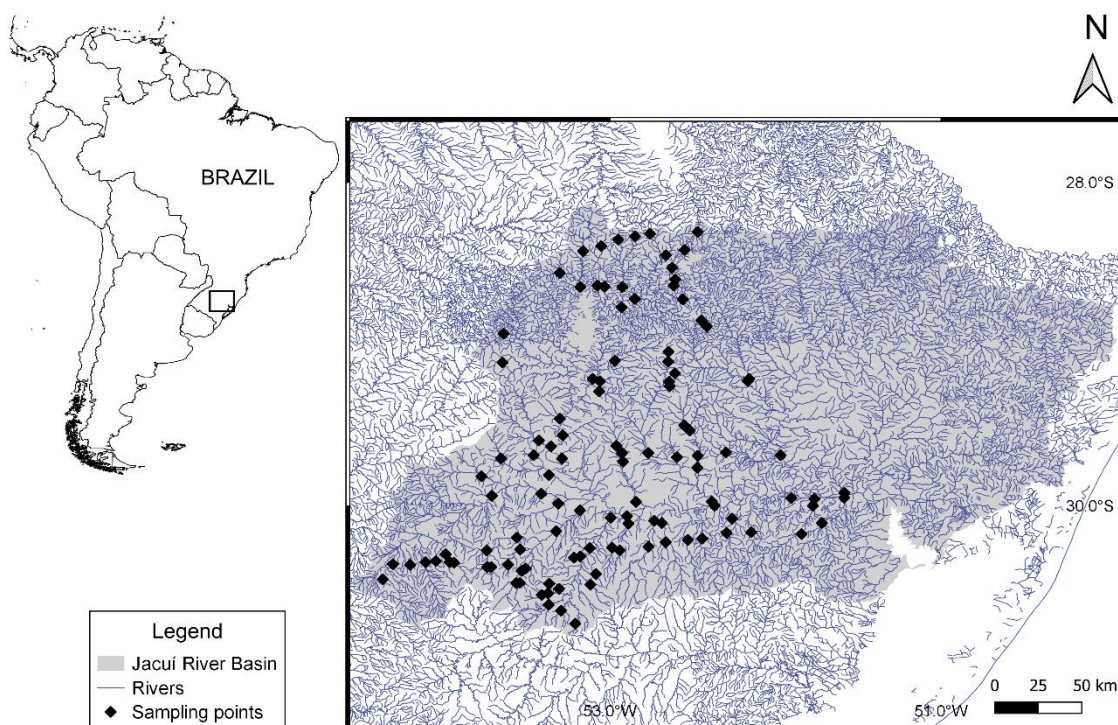 N
BRAZIL
28.0°S
30.0°S
53.0°W
51.0°W
0 25 50 km
Legend
Jacuí River Basin
Rivers
Sampling points